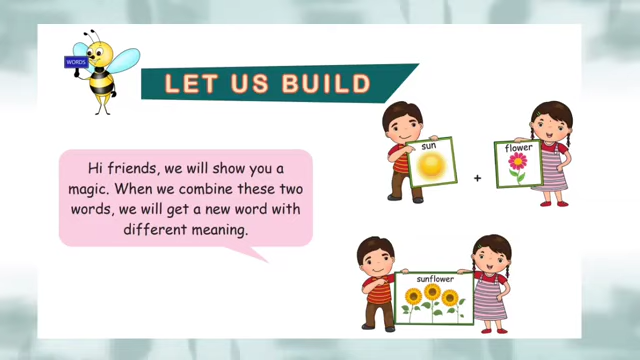 WORDS
LET US BUILD
sun
flower
+
Hi friends, we will show you a
magic. When we combine these two
words, we will get a new word with
different meaning.
sunflower